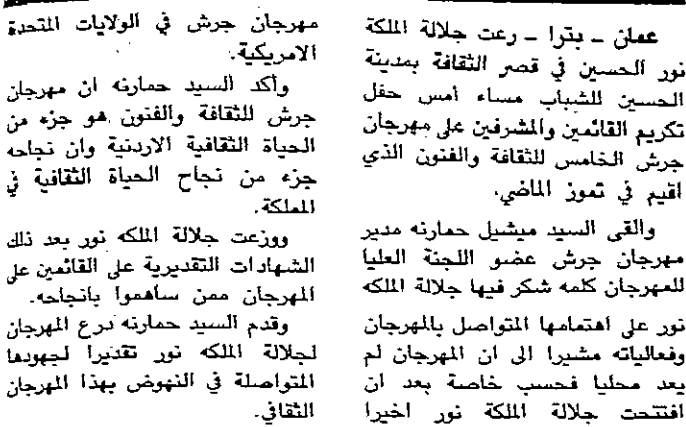 عمان ـ بترا ـ رعت جلالة الملكة
نور الحسين في قصر الثقافة بمدينة
الحسين للشباب مساء أمس حفل
تكريم القائمين والمشرفين على مهرجان
جرش الخامس للثقافة والفنون الذي
اقيم في تموز الماضي.
والقى السيد ميشيل حمارنه مدير
مهرجان جرش عضو اللجنة العليا
للمهرجان كلمه شكر فيها جلالة الملكه
نور على اهتمامها المتواصل بالمهرجان
وفعالياته مشيرا الى ان المهرجان لم
يعد محليا فحسب خاصة بعد ان
افتتحت جلالة الملكة نور اخيرا
مهرجان جرش في الولايات المتحدة
الامريكية.
وأكد السيد حمارنه ان مهرجان
جرش للثقافة والفنون هو جزء من
الحياة الثقافية الاردنية وان نجاحه
جزء من نجاح الحياة الثقافية في
المملكة.
ووزعت جلالة الملكه نور بعد ذلك
الشهادات التقديرية على القائمين على
المهرجان ممن ساهموا بانجاحه.
وقدم السيد حمارنه درع المهرجان
لجلالة الملكه نور تقديرا لجهودها
المتواصلة في النهوض بهذا المهرجان
الثقافي.